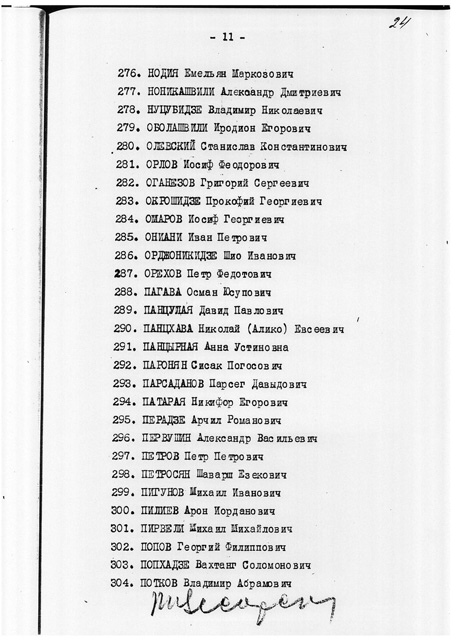 24
- 11 -
276. НОДИЯ Емельян Маркозович
277. НОНИКАШВИЛИ Александр Дмитриевич
278. НУЦУБИДЗЕ Владимир Николаевич
279. ОБОЛАШВИЛИ Иродион Егорович
280. ОЛЕВСКИЙ Станислав Константинович
281. ОРЛОВ Иосиф Феодорович
282. ОГАНЕЗОВ Григорий Сергеевич
283. ОКРОШИДЗЕ Прокофий Георгиевич
284. ОМАРОВ Иосиф Георгиевич
285. ОНИАНИ Иван Петрович
286. ОРДЖОНИКИДЗЕ Шио Иванович
287. ОРЕХОВ Петр Федотович
288. ПАГАВА Осман Юсупович
289. ПАНЦУЛАЯ Давид Павлович
290. ПАНЦХАВА Николай (Алико) Евсеевич
291. ПАНЦЫРНАЯ Анна Устиновна
292. ПАРОНЯН Сисак Погосович
293. ПАРСАДАНОВ Парсег Давыдович
294. ПАТАРАЯ Никифор Егорович
295. ПЕРАДЗЕ Арчил Романович
296. ПЕРВУШИН Александр Васильевич
297. ПЕТРОВ Петр Петрович
298. ПЕТРОСЯН Шаварш Езекович
299. ПИГУНОВ Михаил Иванович
300. ПИЛИЕВ Арон Иорданович
301. ПИРВЕЛИ Михаил Михайлович
302. ПОПОВ Георгий Филиппович
303. ПОПХАДЗЕ Вахтанг Соломонович
304. ПОТКОВ Владимир Абрамович